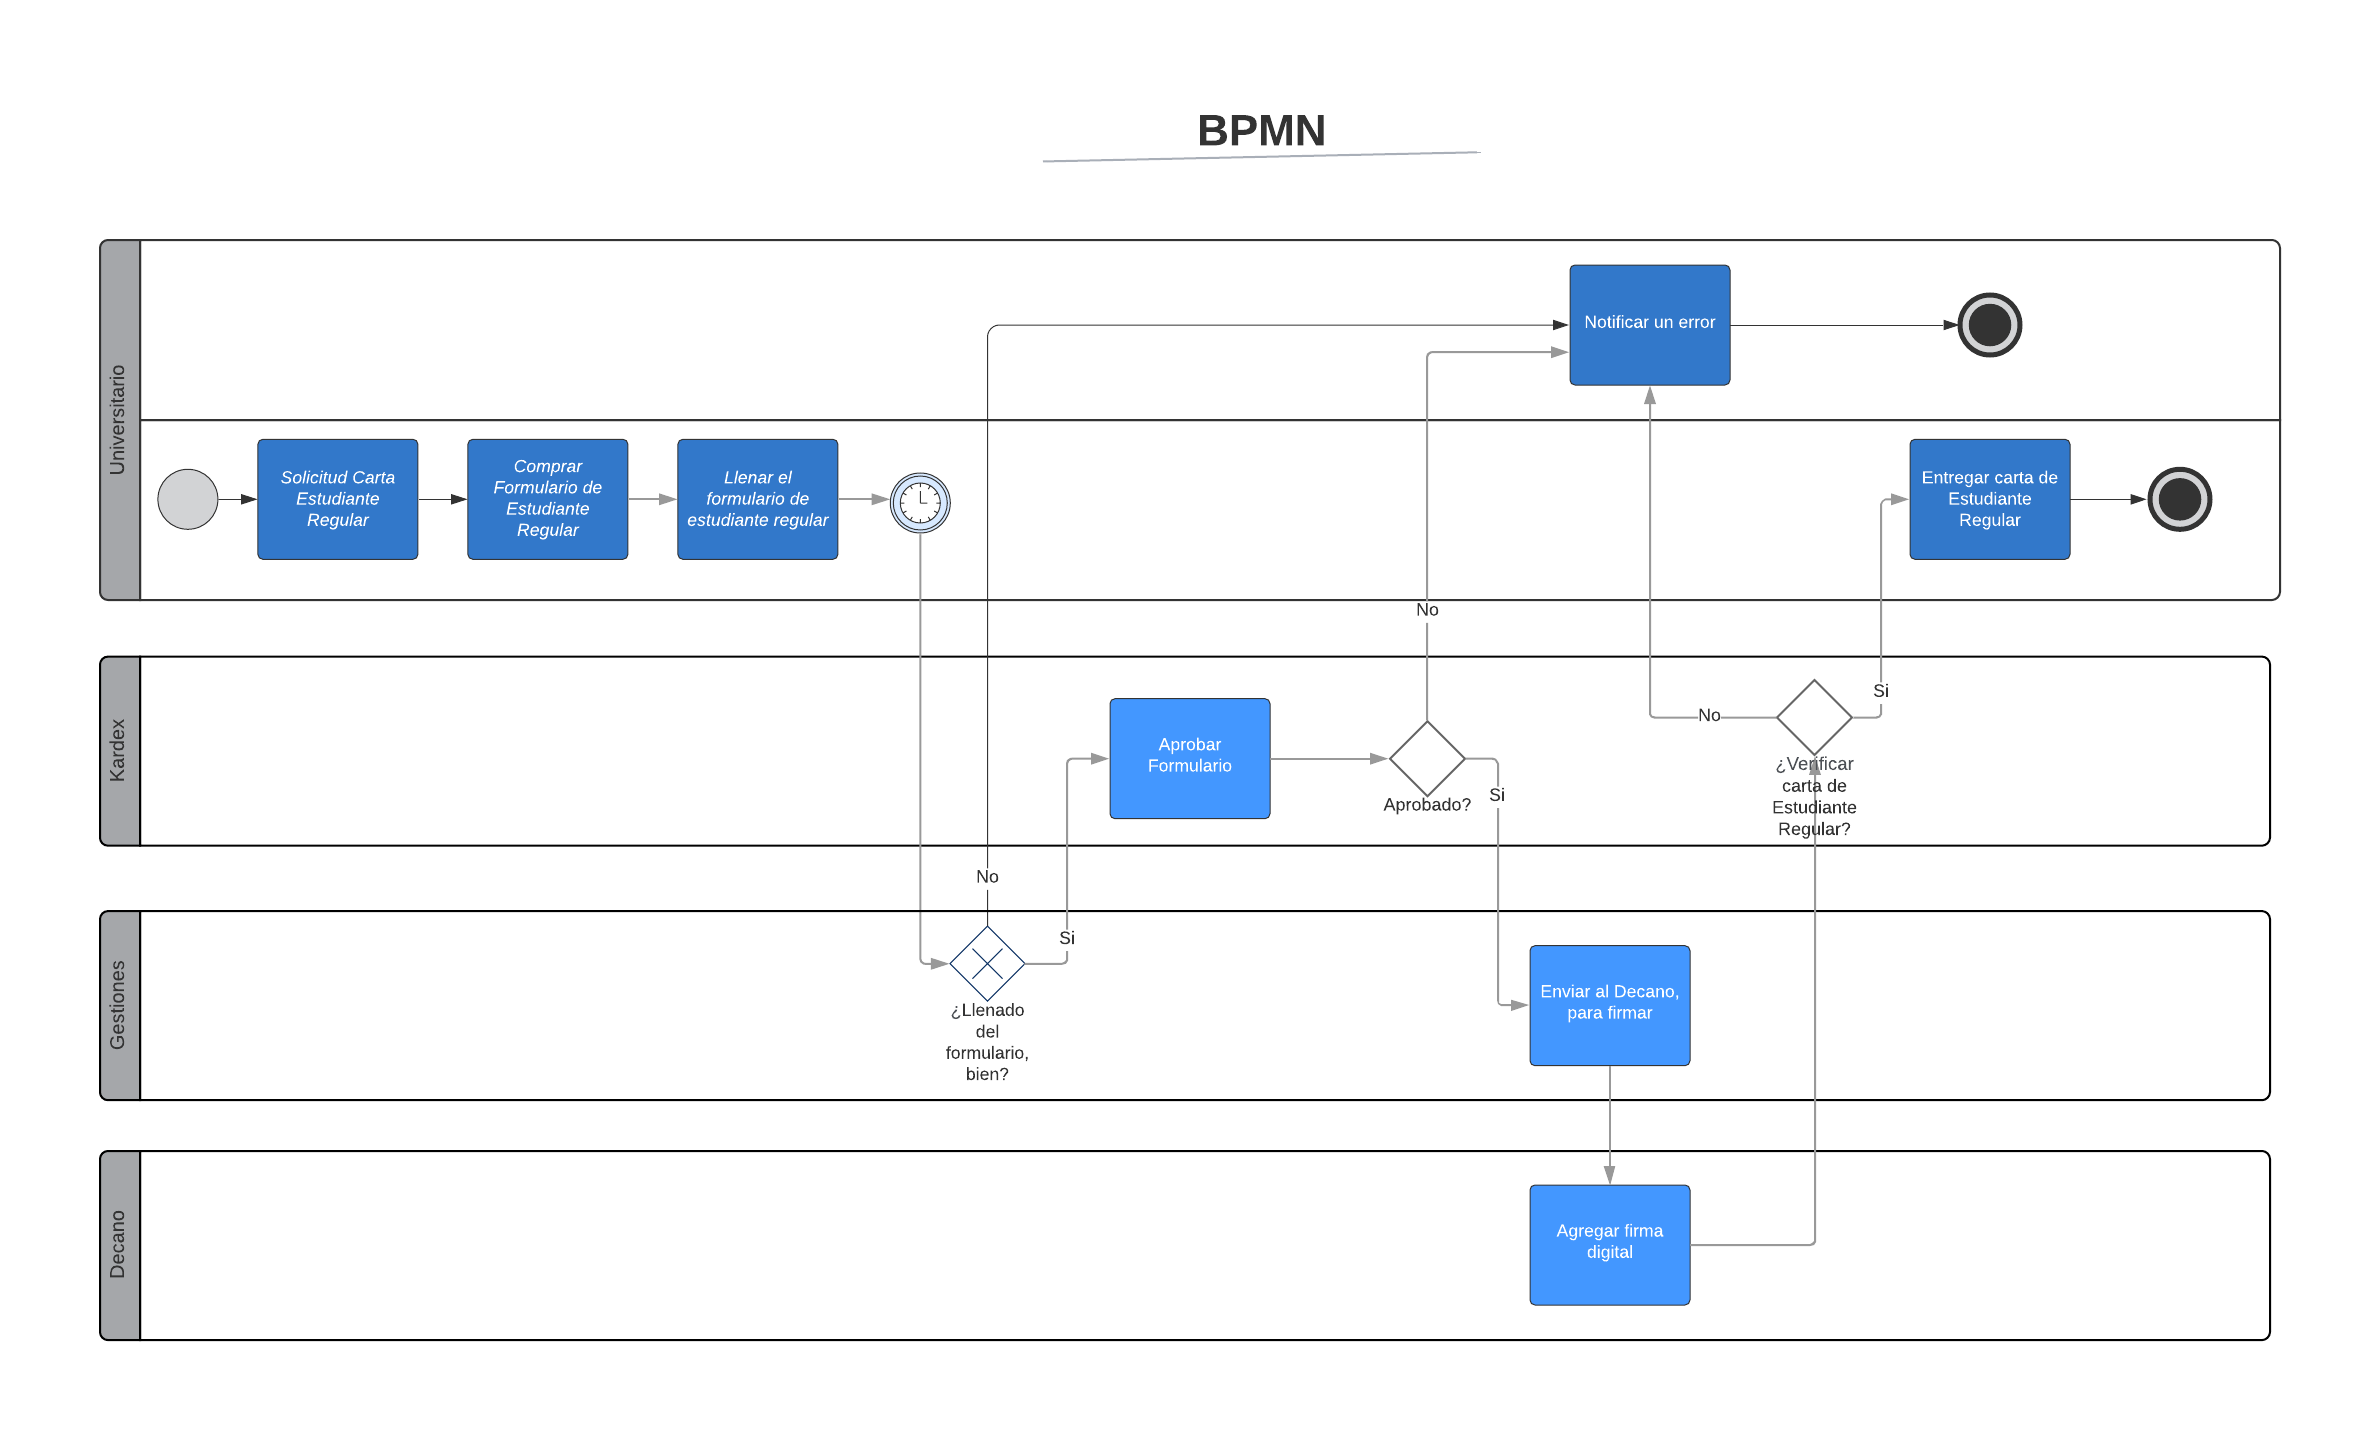 BPMN
Universitario
Notificar un error
Solicitud Carta
Estudiante
Regular
Comprar
Formulario de
Estudiante
Regular
Llenar el
formulario de
estudiante regular
Entregar carta de
Estudiante
Regular
No
Kardex
Aprobar
Formulario
Aprobado?
Si
No
Si
¿Verificar
carta de
Estudiante
Regular?
No
Gestiones
Si
¿Llenado
del
formulario,
bien?
Enviar al Decano,
para firmar
Decano
Agregar firma
digital